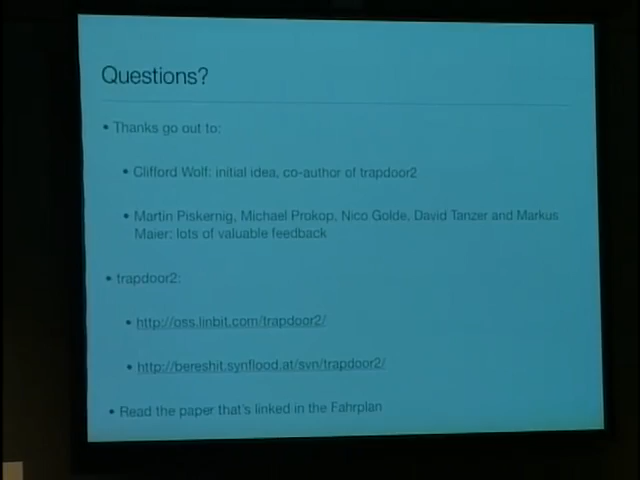 Questions?
• Thanks go out to:
• Clifford Wolf: initial idea, co-author of trapdoor2
• Martin Piskernig, Michael Prokop, Nico Golde, David Tanzer and Markus
Maier: lots of valuable feedback
• trapdoor2:
• http://oss.linbit.com/trapdoor2/
• http://bereshit.synflood.at/svn/trapdoor2/
• Read the paper that's linked in the Fahrplan